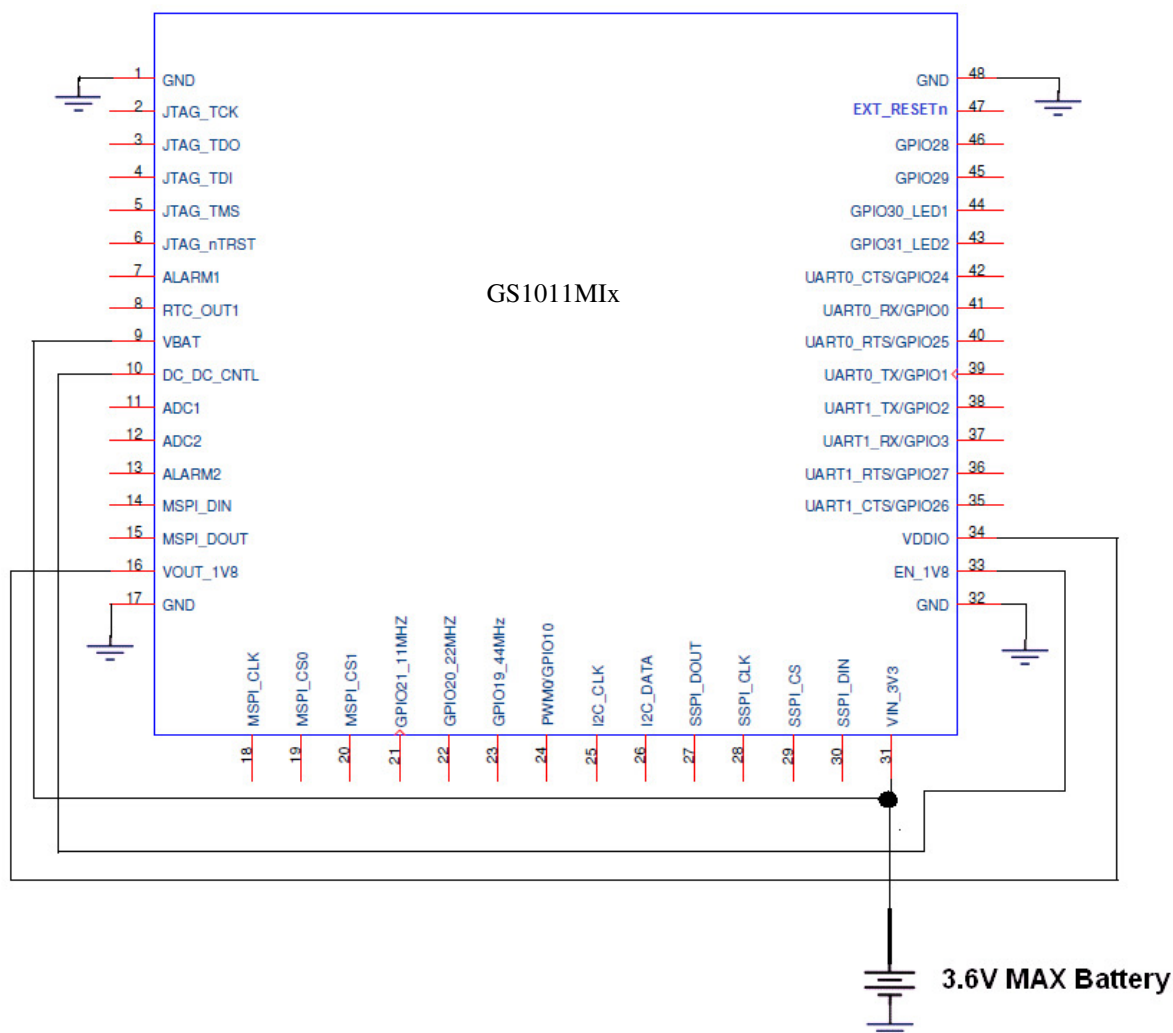 1 GND
2 JTAG_TCK
3 JTAG_TDO
4 JTAG_TDI
5 JTAG_TMS
6 JTAG_nTRST
7 ALARM1
8 RTC_OUT1
9 VBAT
10 DC_DC_CNTL
11 ADC1
12 ADC2
13 ALARM2
14 MSPI_DIN
15 MSPI_DOUT
16 VOUT_1V8
17 GND
GS1011MIx
GND 48
EXT_RESETn 47
GPIO28 46
GPIO29 45
GPIO30_LED1 44
GPIO31_LED2 43
UART0_CTS/GPIO24 42
UART0_RX/GPIO0 41
UART0_RTS/GPIO25 40
UART0_TX/GPIO1 39
UART1_TX/GPIO2 38
UART1_RX/GPIO3 37
UART1_RTS/GPIO27 36
UART1_CTS/GPIO26 35
VDDIO 34
EN_1V8 33
GND 32
MSPI_CLK 18
MSPI_CS0 19
MSPI_CS1 20
GPIO21_11MHZ 21
GPIO20_22MHZ 22
GPIO19_44MHz 23
PWM0/GPIO10 24
I2C_CLK 25
I2C_DATA 26
SSPI_DOUT 27
SSPI_CLK 28
SSPI_CS 29
SSPI_DIN 30
VIN_3V3 31
3.6V MAX Battery